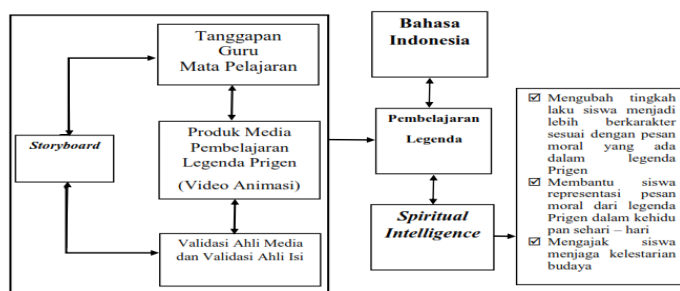 Tanggapan
Guru
Mata Pelajaran
Storyboard
Produk Media
Pembelajaran
Legenda Prigen
(Video Animasi)
Validasi Ahli Media
dan Validasi Ahli Isi
Bahasa
Indonesia
Pembelajaran
Legenda
Spiritual
Intelligence
Mengubah tingkah
laku siswa menjadi
lebih berkarakter
sesuai dengan pesan
moral yang ada
dalam legenda
Prigen
Membantu siswa
representasi pesan
moral dari legenda
Prigen dalam kehidu
pan sehari – hari
Mengajak siswa
menjaga kelestarian
budaya